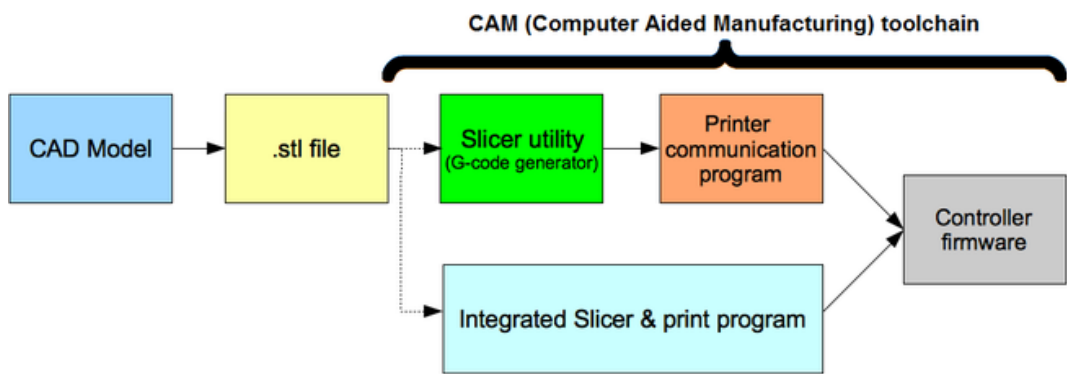 CAM (Computer Aided Manufacturing) toolchain
CAD Model
.stl file
Slicer utility
(G-code generator)
Printer
communication
program
Controller
firmware
Integrated Slicer & print program